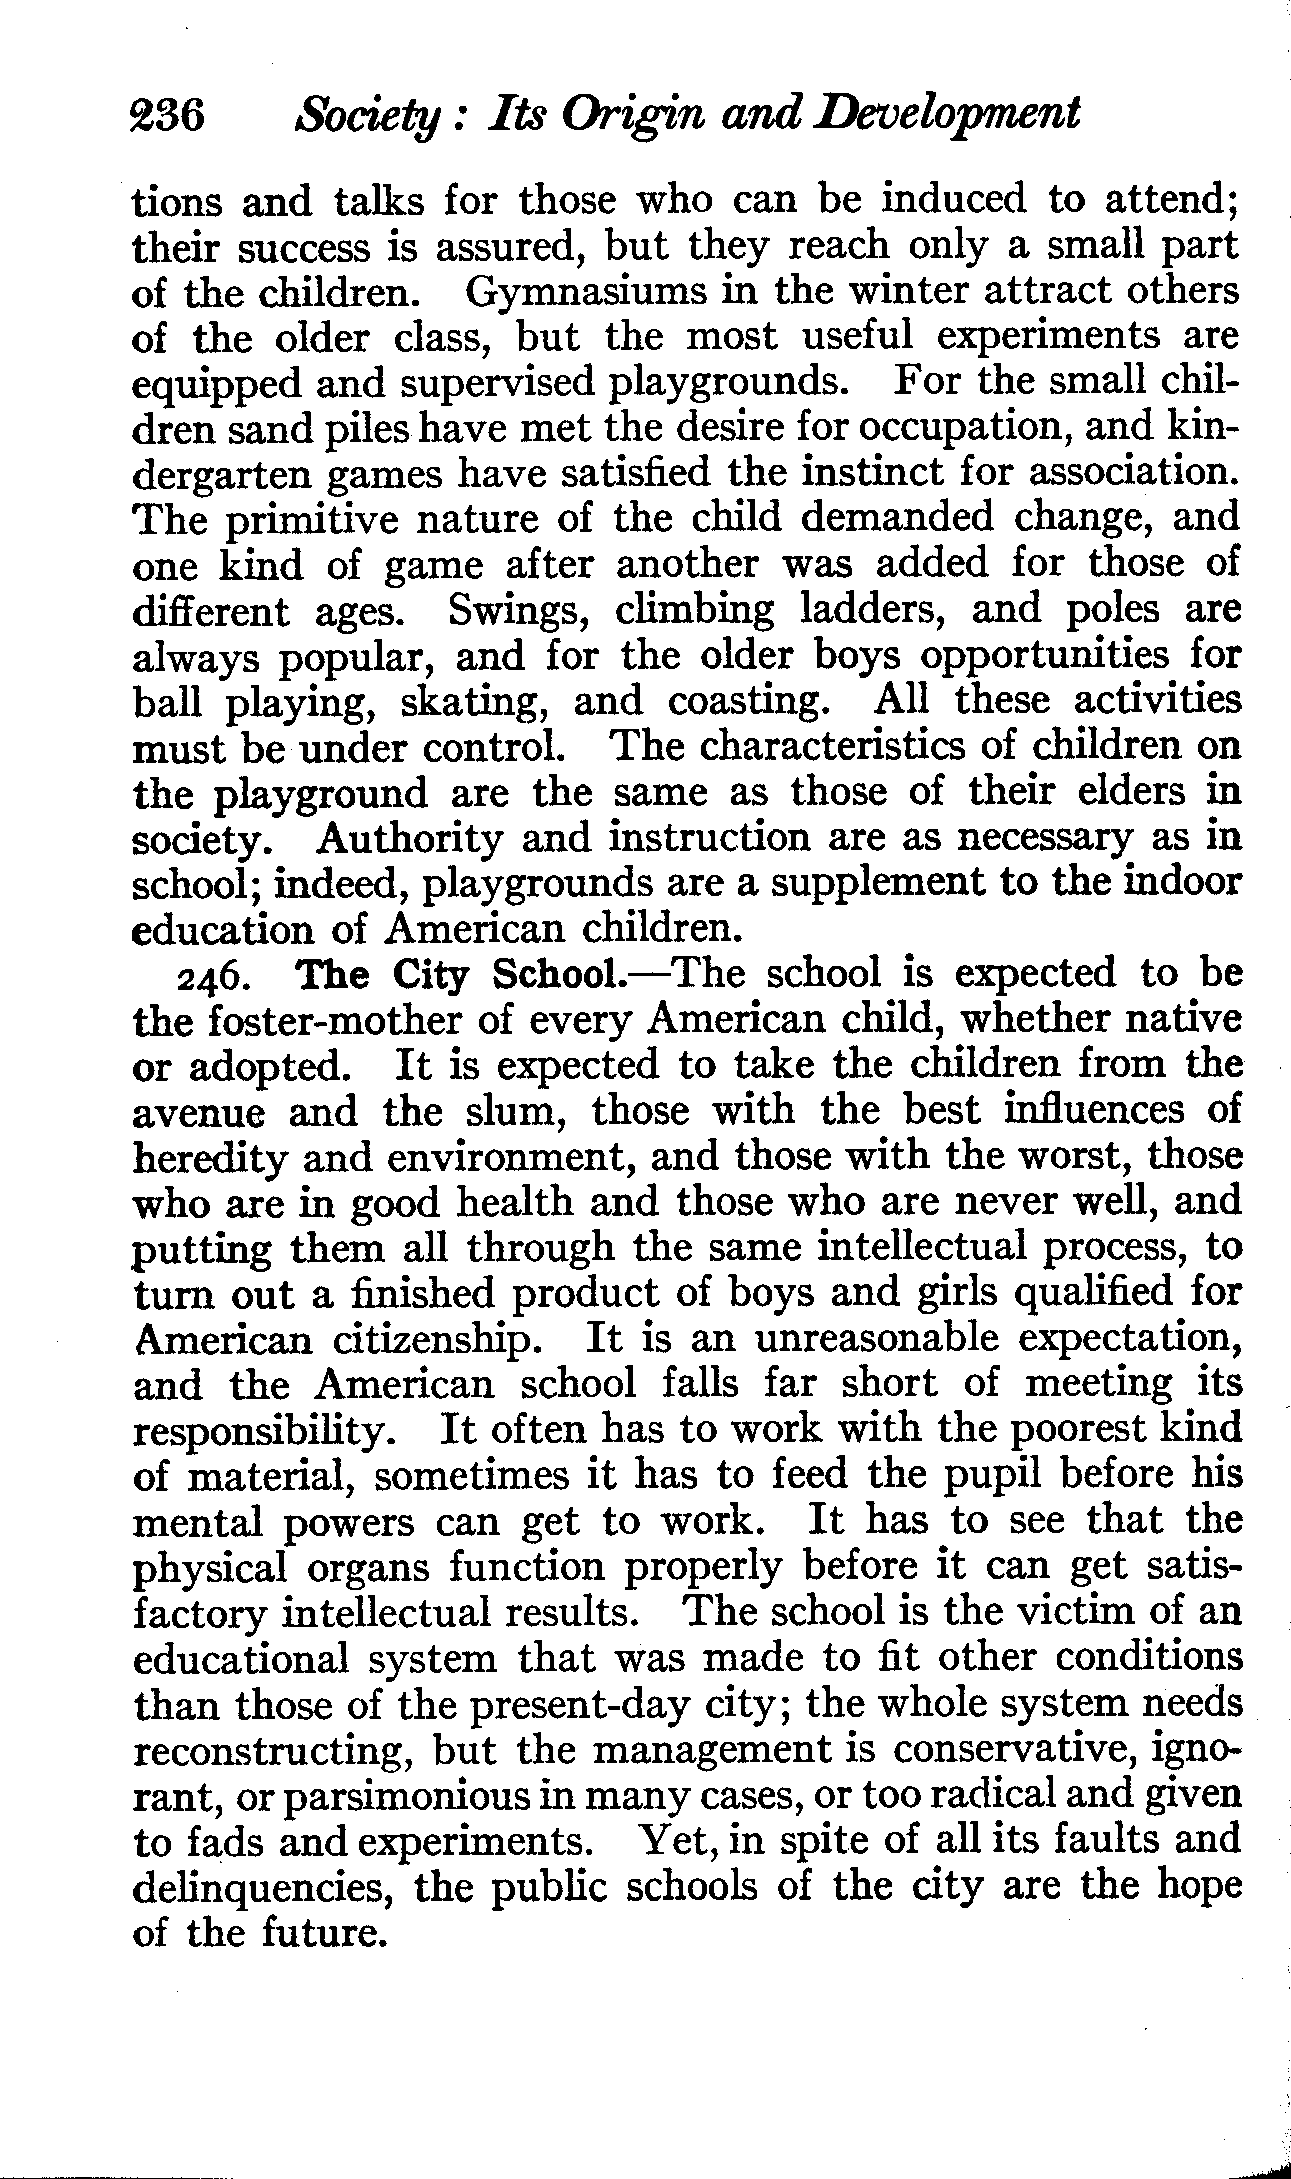 236 Society : Its Origin and Development
tions and talks for those who can be induced to attend;
their success is assured, but they reach only a small part
of the children. Gymnasiums in the winter attract others
of the older class, but the most useful experiments are
equipped and supervised playgrounds. For the small chil-
dren sand piles have met the desire for occupation, and kin-
dergarten games have satisfied the instinct for association.
The primitive nature of the child demanded change, and
one kind of game after another was added for those of
different ages. Swings, climbing ladders, and poles are
always popular, and for the older boys opportunities for
ball playing, skating, and coasting. All these activities
must be under control. The characteristics of children on
the playground are the same as those of their elders in
society. Authority and instruction are as necessary as in
school; indeed, playgrounds are a supplement to the indoor
education of American children.
246. The City School.—The school is expected to be
the foster-mother of every American child, whether native
or adopted. It is expected to take the children from the
avenue and the slum, those with the best influences of
heredity and environment, and those with the worst, those
who are in good health and those who are never well, and
putting them all through the same intellectual process, to
turn out a finished product of boys and girls qualified for
American citizenship. It is an unreasonable expectation,
and the American school falls far short of meeting its
responsibility. It often has to work with the poorest kind
of material, sometimes it has to feed the pupil before his
mental powers can get to work. It has to see that the
physical organs function properly before it can get satis-
factory intellectual results. The school is the victim of an
educational system that was made to fit other conditions
than those of the present-day city; the whole system needs
reconstructing, but the management is conservative, igno-
rant, or parsimonious in many cases, or too radical and given
to fads and experiments. Yet, in spite of all its faults and
delinquencies, the public schools of the city are the hope
of the future.